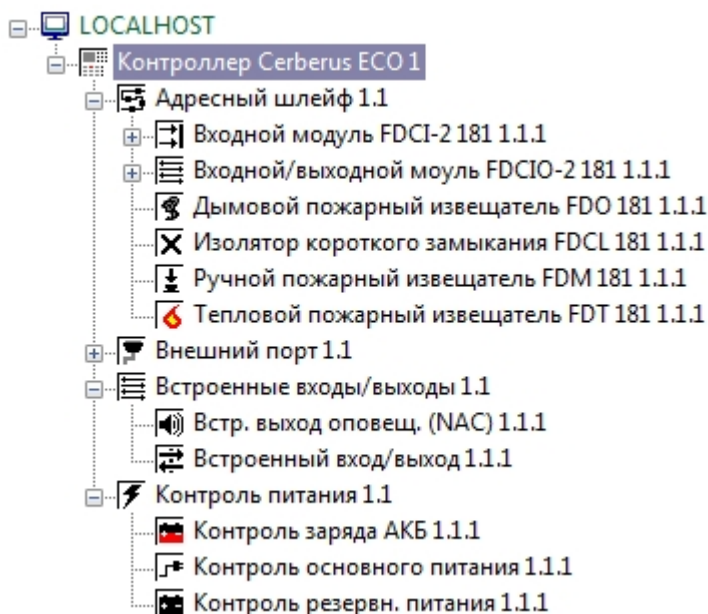 LOCALHOST
Контроллер Cerberus ECO 1
Адресный шлейф 1.1
Входной модуль FDCI-2 181 1.1.1
Входной/выходной моуль FDCIO-2 181 1.1.1
Дымовой пожарный извещатель FDO 181 1.1.1
Изолятор короткого замыкания FDCL 181 1.1.1
Ручной пожарный извещатель FDM 181 1.1.1
Тепловой пожарный извещатель FDT 181 1.1.1
Внешний порт 1.1
Встроенные входы/выходы 1.1
Встр. выход оповещ. (NAC) 1.1.1
Встроенный вход/выход 1.1.1
Контроль питания 1.1
Контроль заряда АКБ 1.1.1
Контроль основного питания 1.1.1
Контроль резервн. питания 1.1.1